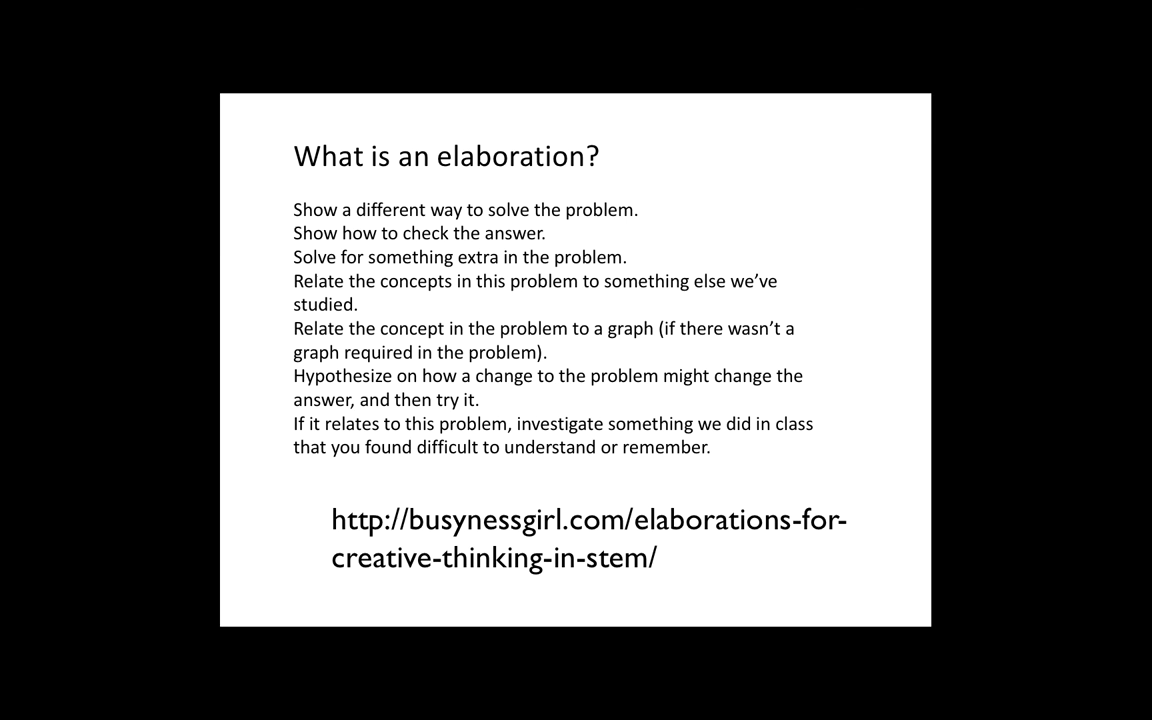 What is an elaboration?
Show a different way to solve the problem.
Show how to check the answer.
Solve for something extra in the problem.
Relate the concepts in this problem to something else we’ve
studied.
Relate the concept in the problem to a graph (if there wasn’t a
graph required in the problem).
Hypothesize on how a change to the problem might change the
answer, and then try it.
If it relates to this problem, investigate something we did in class
that you found difficult to understand or remember.
http://busynessgirl.com/elaborations-for-
creative-thinking-in-stem/